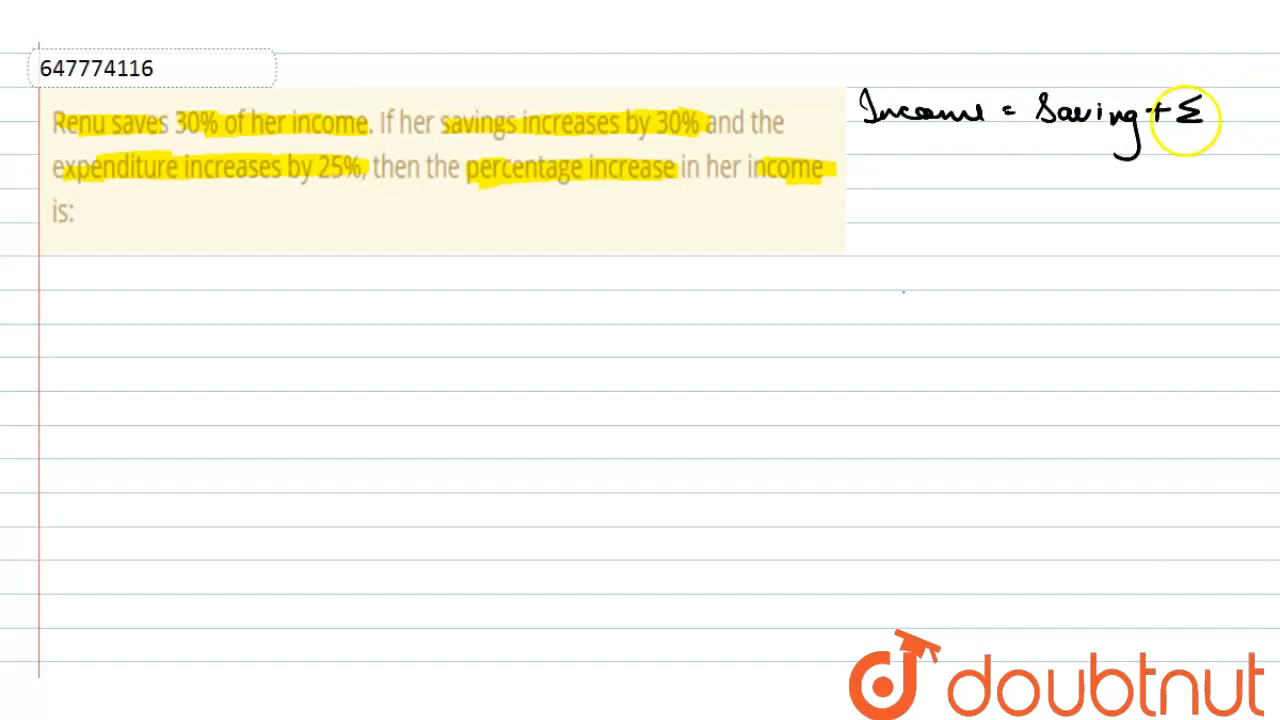 647774116
Renu saves 30% of her income. If her savings increases by 30% and the
expenditure increases by 25%, then the percentage increase in her income
is:
Income = Saving + Σ
doubtnut